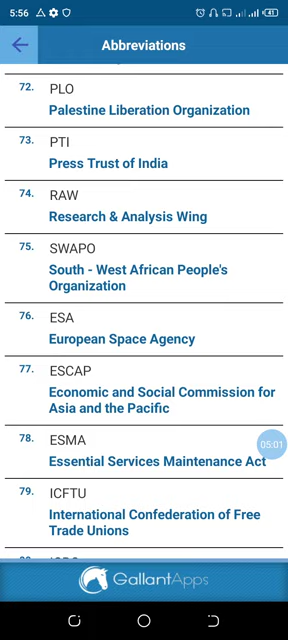 5:56
41
Abbreviations
72. PLO
Palestine Liberation Organization
73. PTI
Press Trust of India
74. RAW
Research & Analysis Wing
75. SWAPO
South - West African People's
Organization
76. ESA
European Space Agency
77. ESCAP
Economic and Social Commission for
Asia and the Pacific
78. ESMA
05:01
Essential Services Maintenance Act
79. ICFTU
International Confederation of Free
Trade Unions
GallantApps